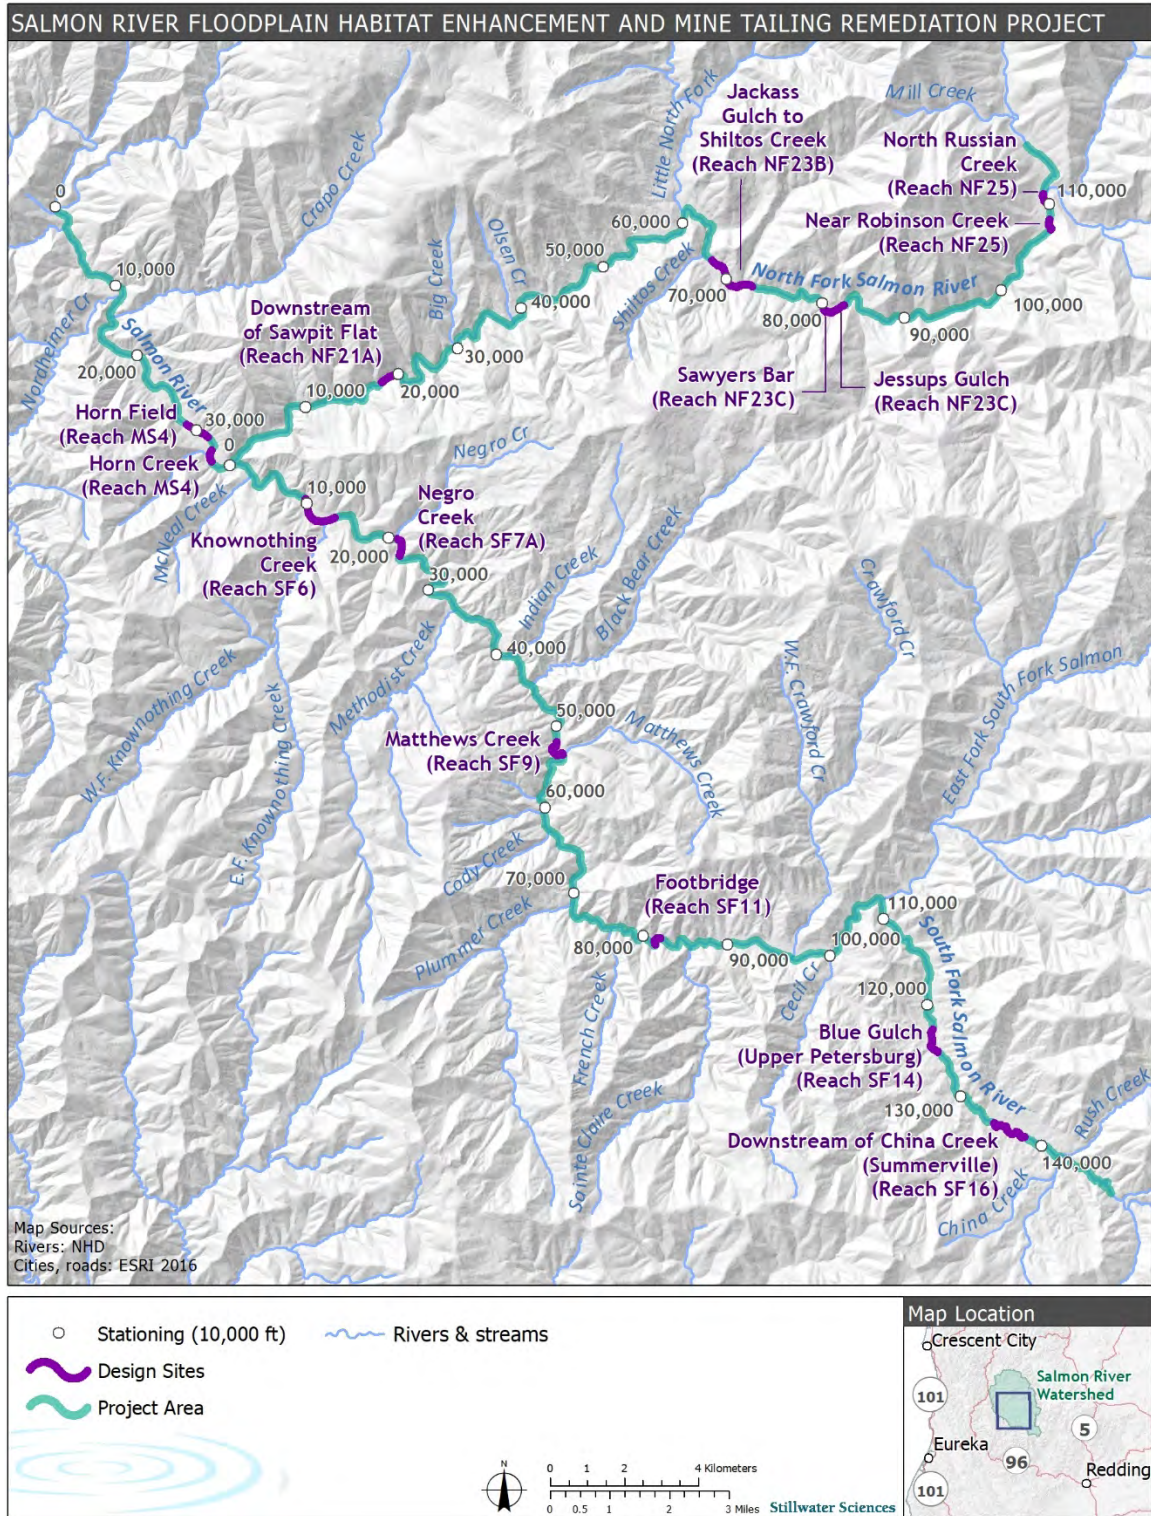 SALMON RIVER FLOODPLAIN HABITAT ENHANCEMENT AND MINE TAILING REMEDIATION PROJECT
Little North Fork
Mill Creek
Jackass
Gulch to
Shiltos Creek
(Reach NF23B)
North Russian
Creek
(Reach NF25)
110,000
Near Robinson Creek
(Reach NF25)
Crapo Creek
0
60,000
Olsen Cr
Big Creek
50,000
Shiltos Creek
North Fork Salmon River
10,000
Nordheimer Cr
Salmon River
Downstream
of Sawpit Flat
(Reach NF21A)
40,000
70,000
80,000
90,000
100,000
20,000
30,000
10,000
20,000
Sawyers Bar
(Reach NF23C)
Jessups Gulch
(Reach NF23C)
Horn Field
(Reach MS4)
30,000
0
Horn Creek
(Reach MS4)
Negro Cr
McNeal Creek
10,000
Negro
Creek
(Reach SF7A)
Knownothing
Creek
(Reach SF6)
20,000
30,000
Indian Creek
Black Bear Creek
Crawford Cr
W.F. Knownothing Creek
E.F. Knownothing Creek
Methodist Creek
40,000
W.F. Crawford Cr
East Fork South Fork Salmon
50,000
Matthews Creek
Matthews Creek
(Reach SF9)
60,000
Cody Creek
70,000
Plummer Creek
Footbridge
(Reach SF11)
110,000
80,000
90,000
100,000
South Fork Salmon River
Cecil Cr
120,000
French Creek
Blue Gulch
(Upper Petersburg)
(Reach SF14)
130,000
Sainte Claire Creek
Rush Creek
Downstream of China Creek
(Summerville)
(Reach SF16)
140,000
China Creek
Map Sources:
Rivers: NHD
Cities, roads: ESRI 2016
Stationing (10,000 ft)
Rivers & streams
Design Sites
Project Area
N
0 1 2 4 Kilometers
0 0.5 1 2 3 Miles
Stillwater Sciences
Map Location
Crescent City
Salmon River
Watershed
101
5
Eureka
96
Redding
101